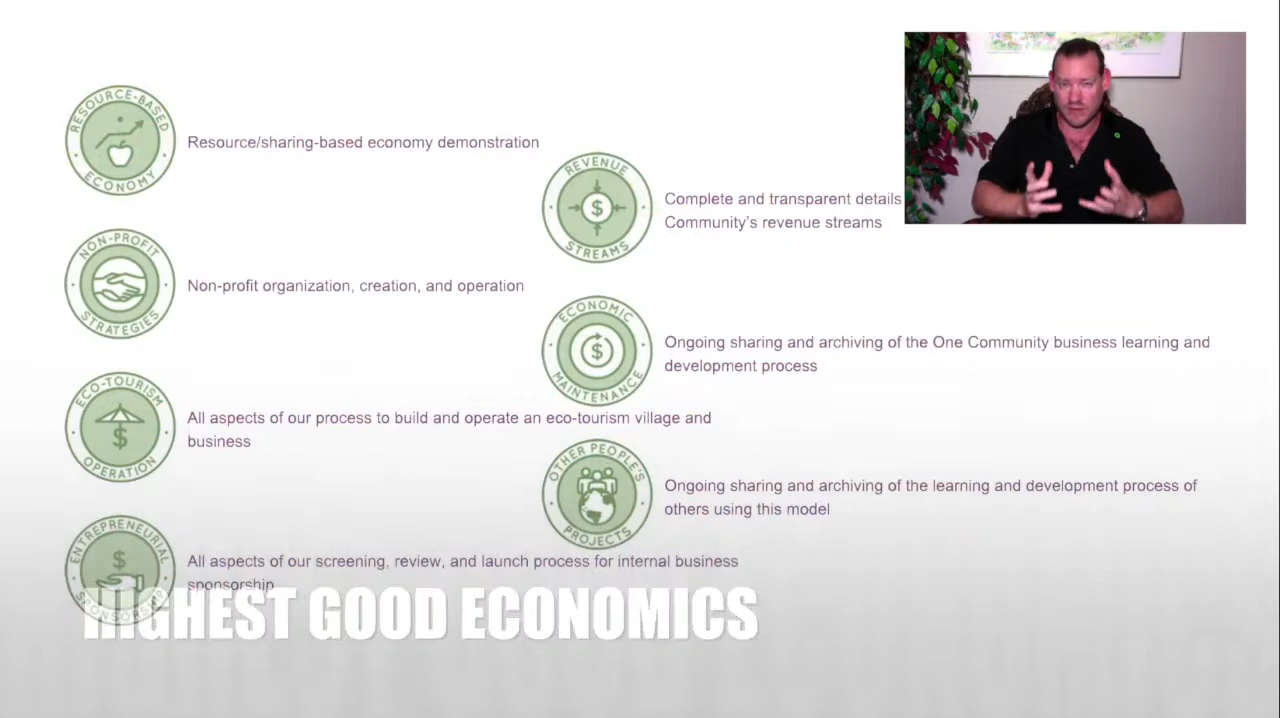 RESOURCE-BASED
ECONOMY
Resource/sharing-based economy demonstration
NON-PROFIT
STRATEGIES
Non-profit organization, creation, and operation
ECO-TOURISM
OPERATION
All aspects of our process to build and operate an eco-tourism village and
business
ENTREPRENEURIAL
SPONSORSHIP
All aspects of our screening, review, and launch process for internal business
sponsorship
REVENUE
STREAMS
Complete and transparent details
Community's revenue streams
ECONOMIC
MAINTENANCE
Ongoing sharing and archiving of the One Community business learning and
development process
OTHER PEOPLE'S
PROJECTS
Ongoing sharing and archiving of the learning and development process of
others using this model
HIGHEST GOOD ECONOMICS